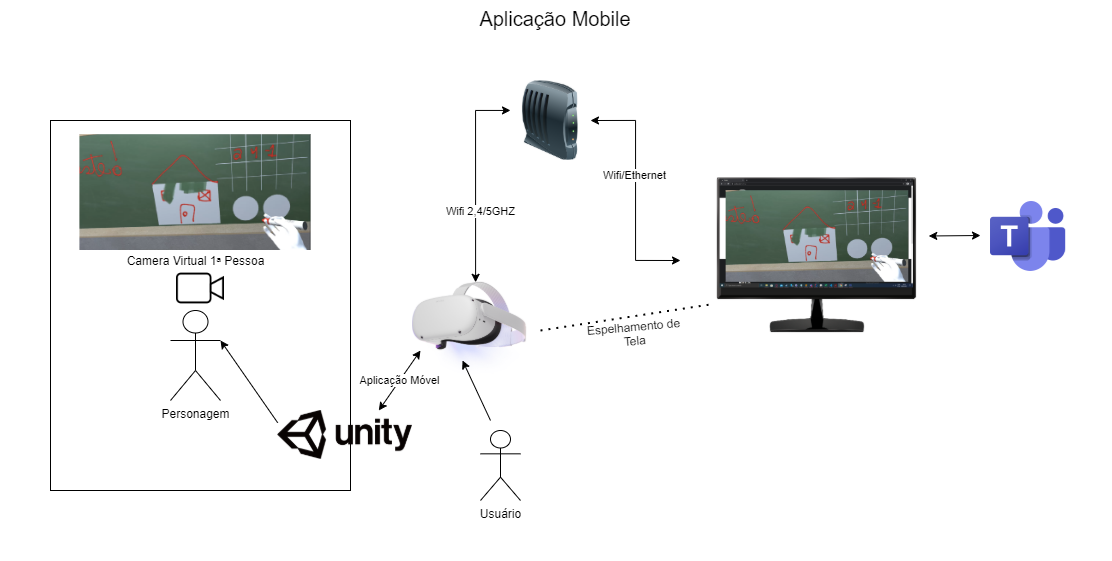 Aplicação Mobile
Wifi/Ethernet
Wifi 2,4/5GHZ
Camera Virtual 1ª Pessoa
T
Espelhamento de
Tela
Aplicação Móvel
Personagem
unity
Usuário